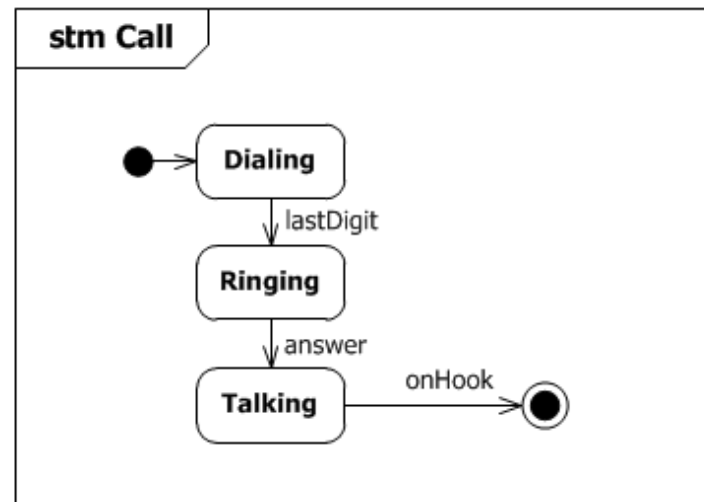 stm Call
Dialing
lastDigit
Ringing
answer
onHook
Talking